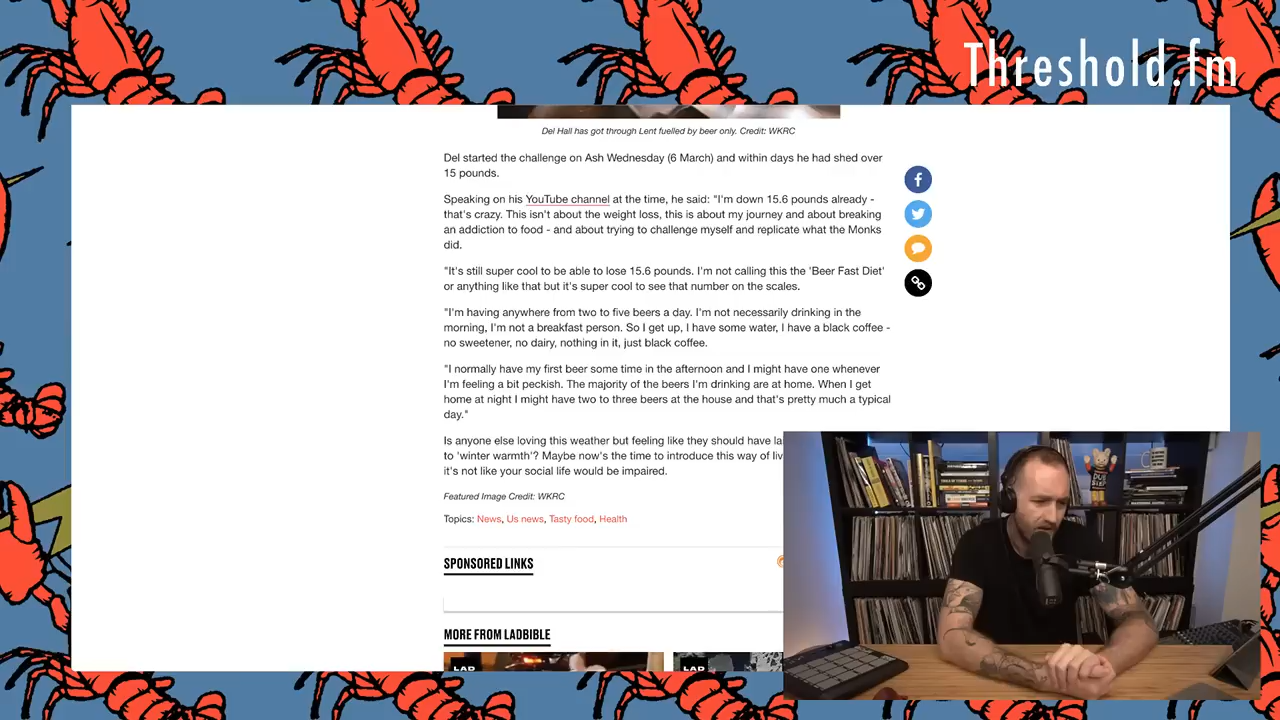 Threshold.fm
Del Hall has got through Lent fuelled by beer only. Credit: WKRC
Del started the challenge on Ash Wednesday (6 March) and within days he had shed over
15 pounds.
Speaking on his YouTube channel at the time, he said: "I'm down 15.6 pounds already -
that's crazy. This isn't about the weight loss, this is about my journey and about breaking
an addiction to food - and about trying to challenge myself and replicate what the Monks
did.
"It's still super cool to be able to lose 15.6 pounds. I'm not calling this the 'Beer Fast Diet'
or anything like that but it's super cool to see that number on the scales.
"I'm having anywhere from two to five beers a day. I'm not necessarily drinking in the
morning, I'm not a breakfast person. So I get up, I have some water, I have a black coffee -
no sweetener, no dairy, nothing in it, just black coffee.
"I normally have my first beer some time in the afternoon and I might have one whenever
I'm feeling a bit peckish. The majority of the beers I'm drinking are at home. When I get
home at night I might have two to three beers at the house and that's pretty much a typical
day."
Is anyone else loving this weather but feeling like they should have
to 'winter warmth'? Maybe now's the time to introduce this way of
it's not like your social life would be impaired.
Featured Image Credit: WKRC
Topics: News, Us news, Tasty food, Health
SPONSORED LINKS
MORE FROM LADBIBLE